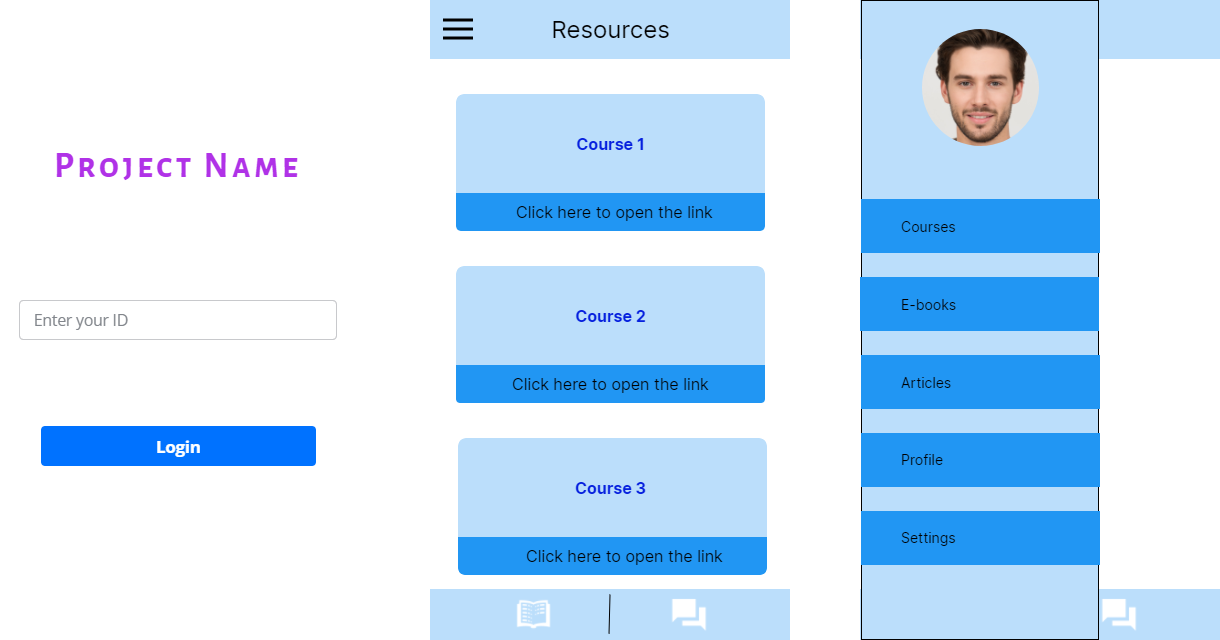 Project Name
Enter your ID
Login
Resources
Course 1
Click here to open the link
Course 2
Click here to open the link
Course 3
Click here to open the link
Courses
E-books
Articles
Profile
Settings